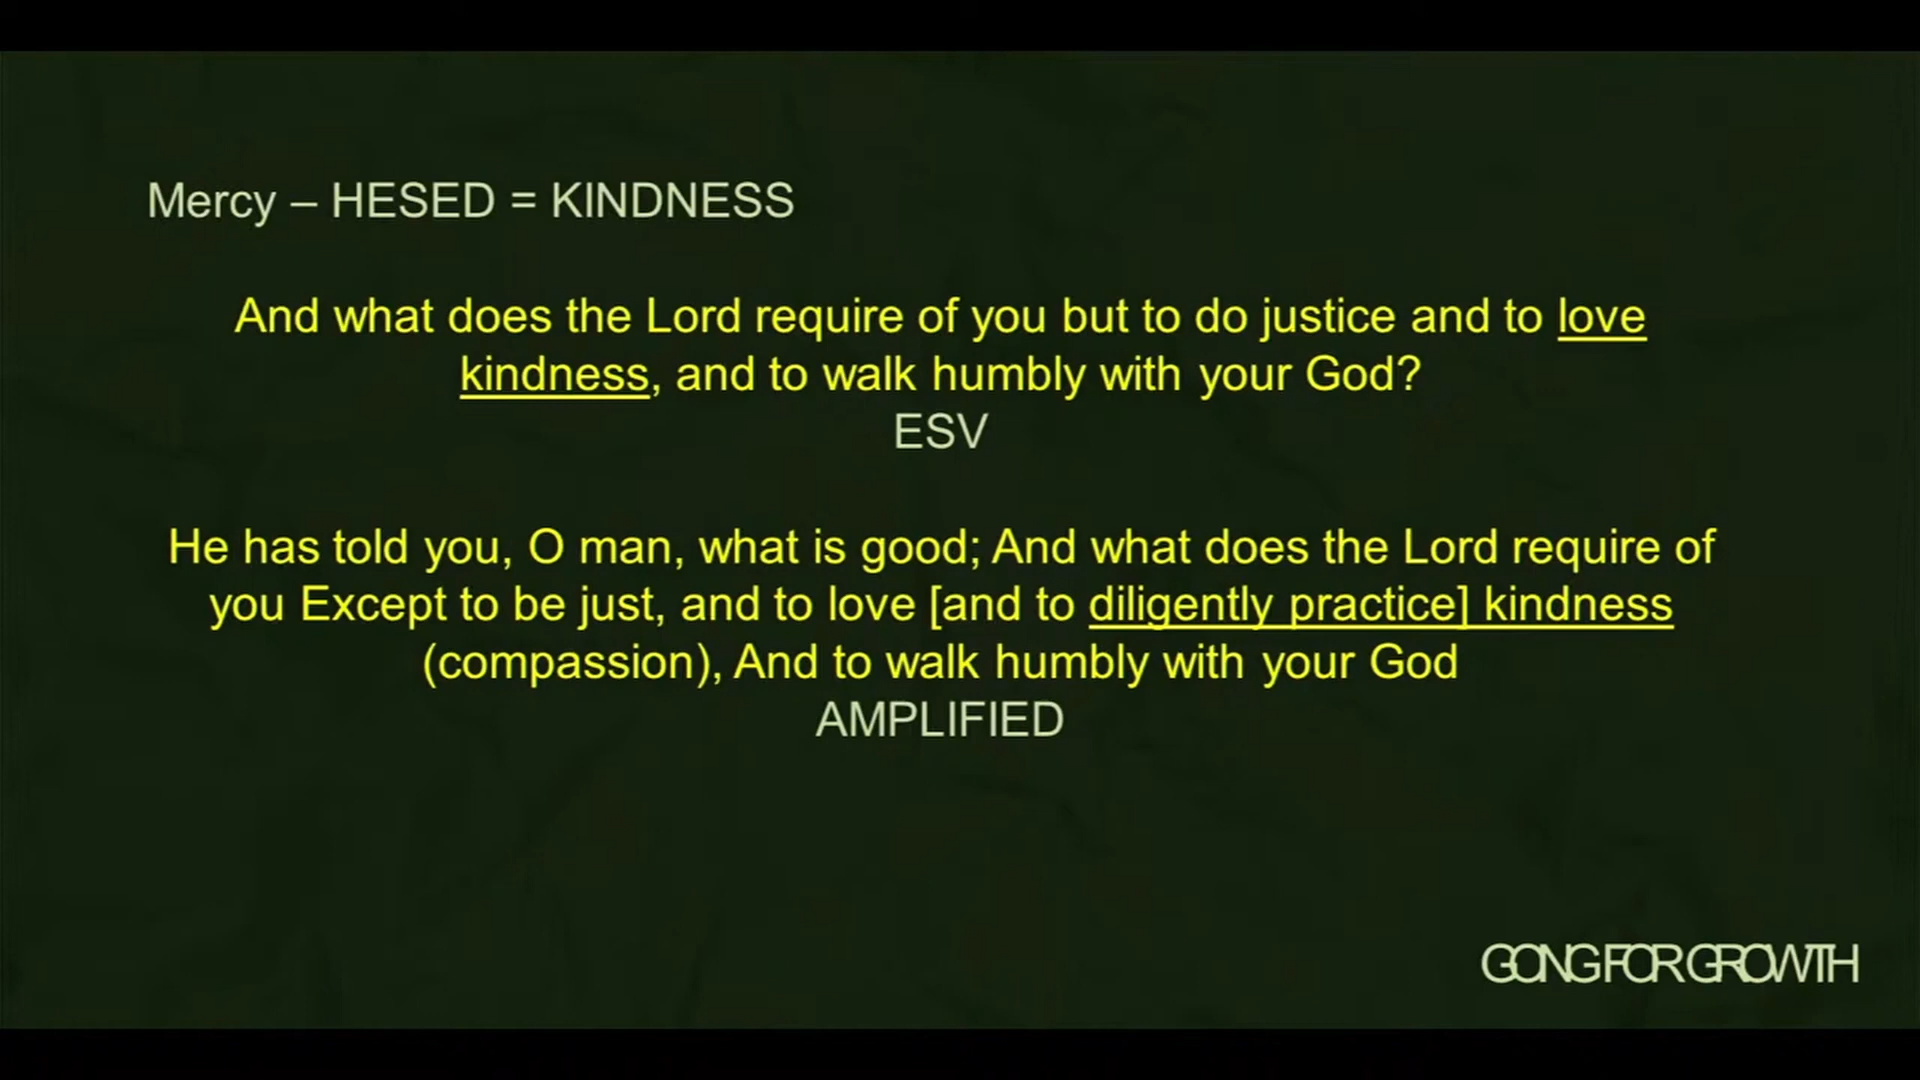 Mercy – HESED = KINDNESS
And what does the Lord require of you but to do justice and to love
kindness, and to walk humbly with your God?
ESV
He has told you, O man, what is good; And what does the Lord require of
you Except to be just, and to love [and to diligently practice] kindness
(compassion), And to walk humbly with your God
AMPLIFIED
GOING FOR GROWTH